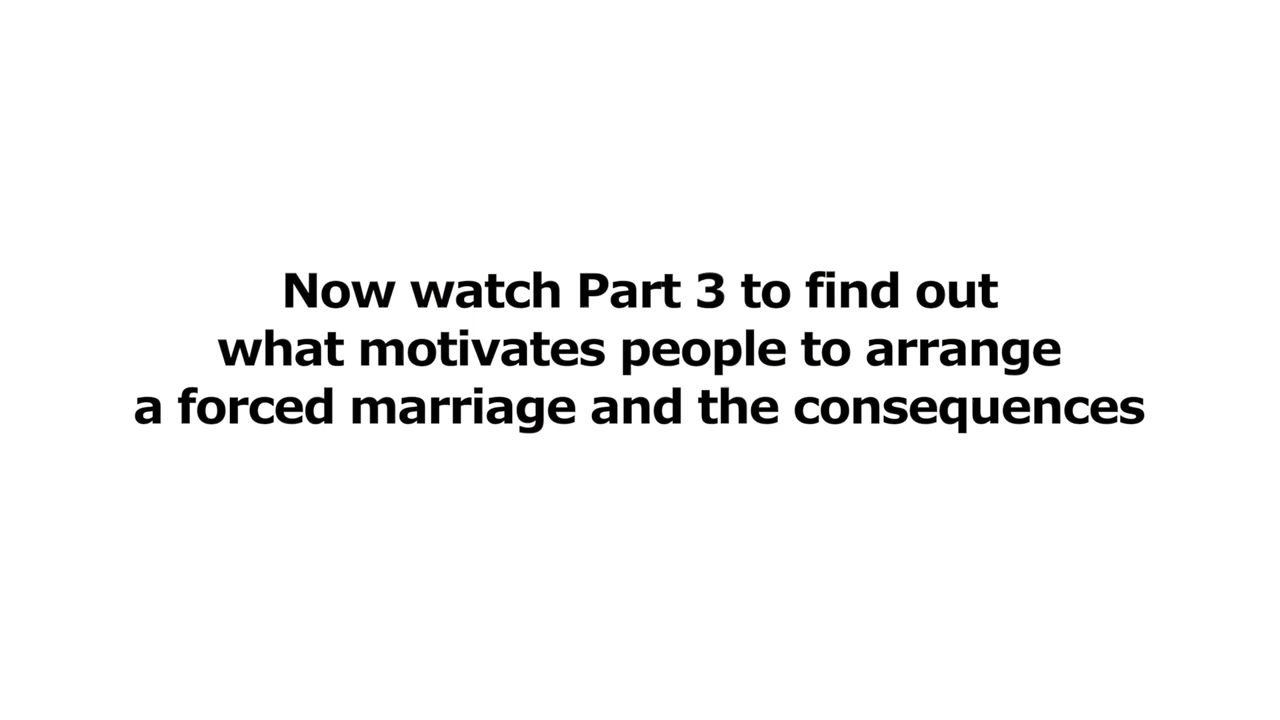 Now watch Part 3 to find out
what motivates people to arrange
a forced marriage and the consequences